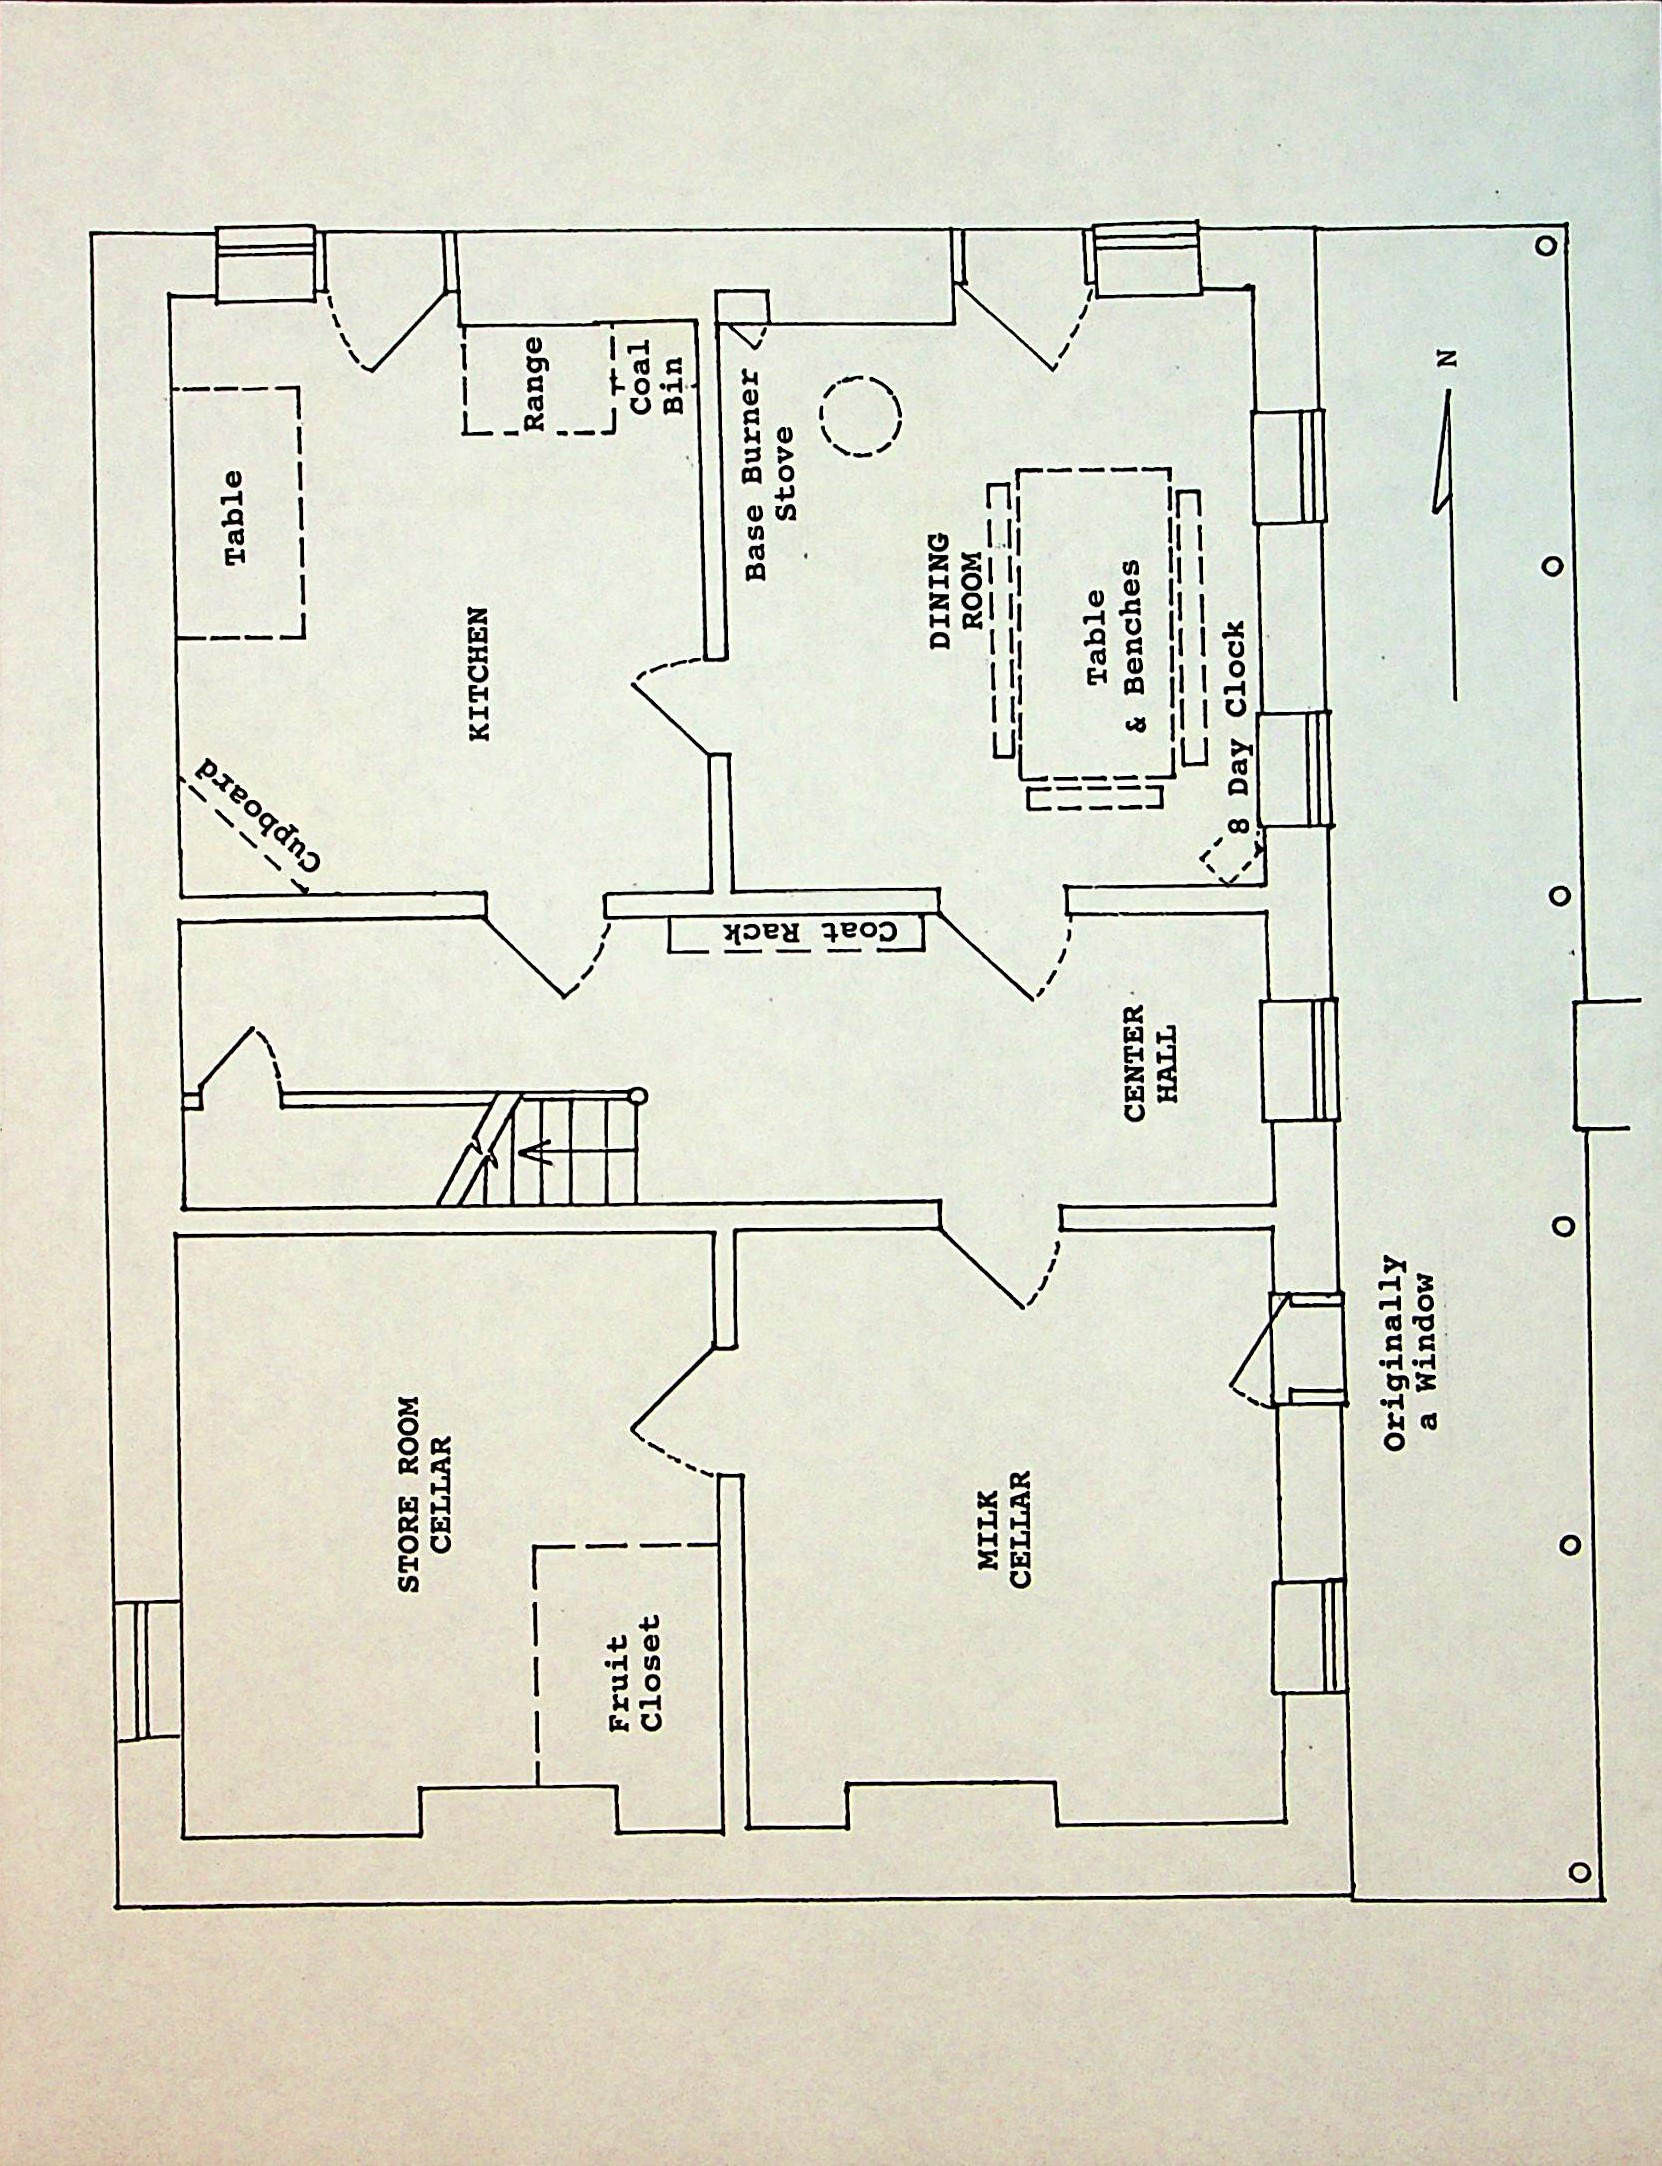 Table
Cupboard
KITCHEN
Range
Coal
Bin
Base Burner
Stove
DINING
ROOM
Table
& Benches
8 Day Clock
N
Coat Rack
CENTER
HALL
STORE ROOM
CELLAR
Fruit
Closet
MILK
CELLAR
Originally
a Window